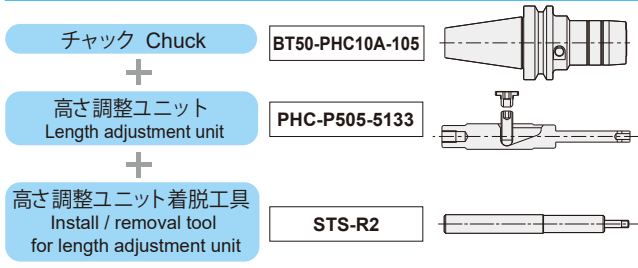 チャック Chuck
BT50-PHC10A-105
高さ調整ユニット
Length adjustment unit
PHC-P505-5133
高さ調整ユニット着脱工具
Install / removal tool
for length adjustment unit
STS-R2